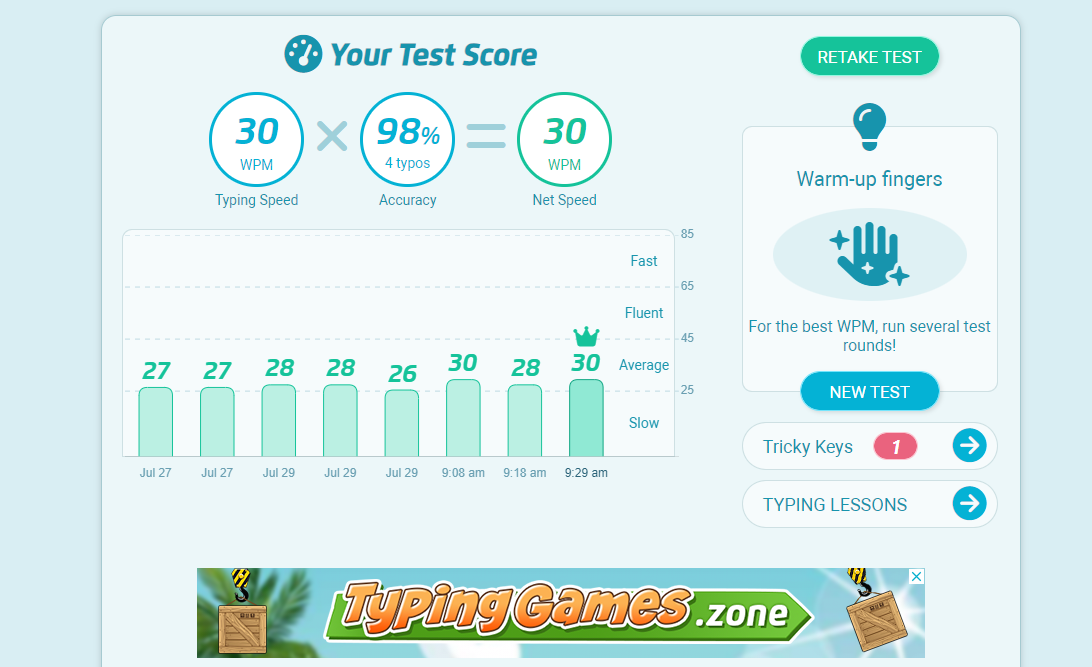 Your Test Score
RETAKE TEST
30
WPM
Typing Speed
98%
4 typos
Accuracy
30
WPM
Net Speed
85
Fast
65
Fluent
45
Average
25
Slow
27 27 28 28 26 30 28 30
Jul 27 Jul 27 Jul 29 Jul 29 Jul 29 9:08 am 9:18 am 9:29 am
Warm-up fingers
For the best WPM, run several test
rounds!
NEW TEST
Tricky Keys 1
TYPING LESSONS
TypingGames.zone